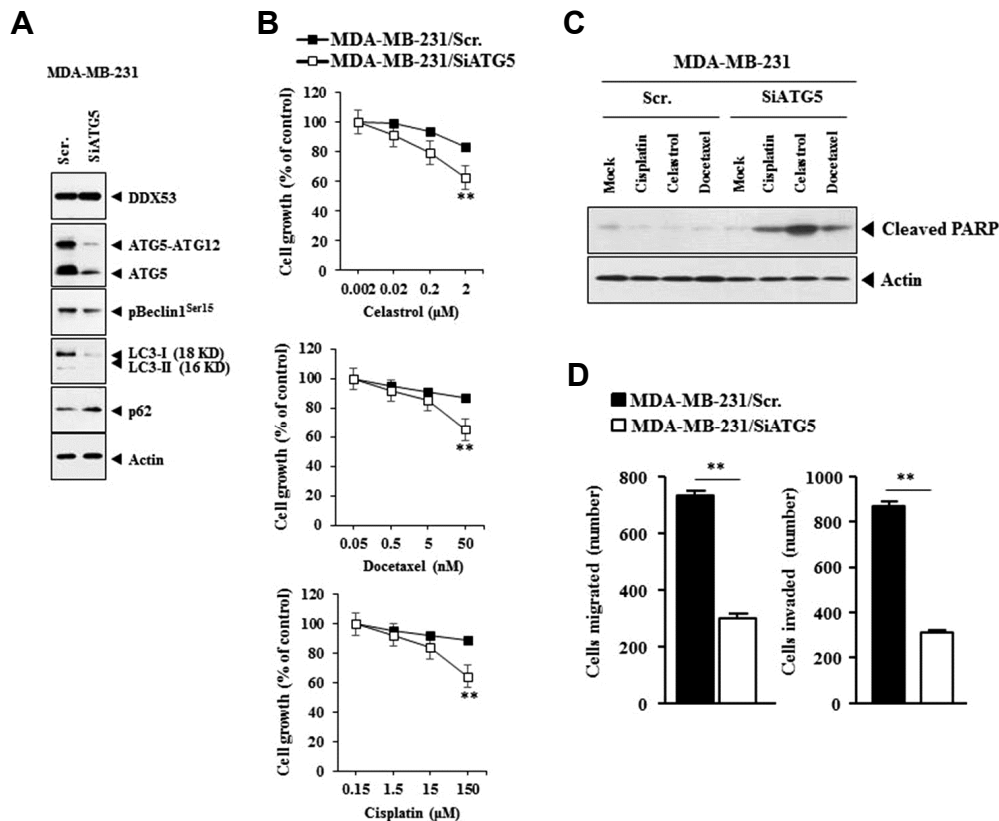 A
MDA-MB-231
Scr.
SiATG5
DDX53
ATG5-ATG12
ATG5
pBeclin1Ser15
LC3-I (18 KD)
LC3-II (16 KD)
p62
Actin
B
MDA-MB-231/Scr.
MDA-MB-231/SiATG5
Cell growth (% of control)
120
100
80
60
40
20
0
**
0.002 0.02 0.2 2
Celastrol (µM)
Cell growth (% of control)
120
100
80
60
40
20
0
**
0.05 0.5 5 50
Docetaxel (nM)
Cell growth (% of control)
120
100
80
60
40
20
0
**
0.15 1.5 15 150
Cisplatin (µM)
C
MDA-MB-231
Scr. SiATG5
Mock Cisplatin Celastrol Docetaxel Mock Cisplatin Celastrol Docetaxel
Cleaved PARP
Actin
D
MDA-MB-231/Scr.
MDA-MB-231/SiATG5
Cells migrated (number)
800
600
400
200
0
**
Cells invaded (number)
1000
800
600
400
200
0
**